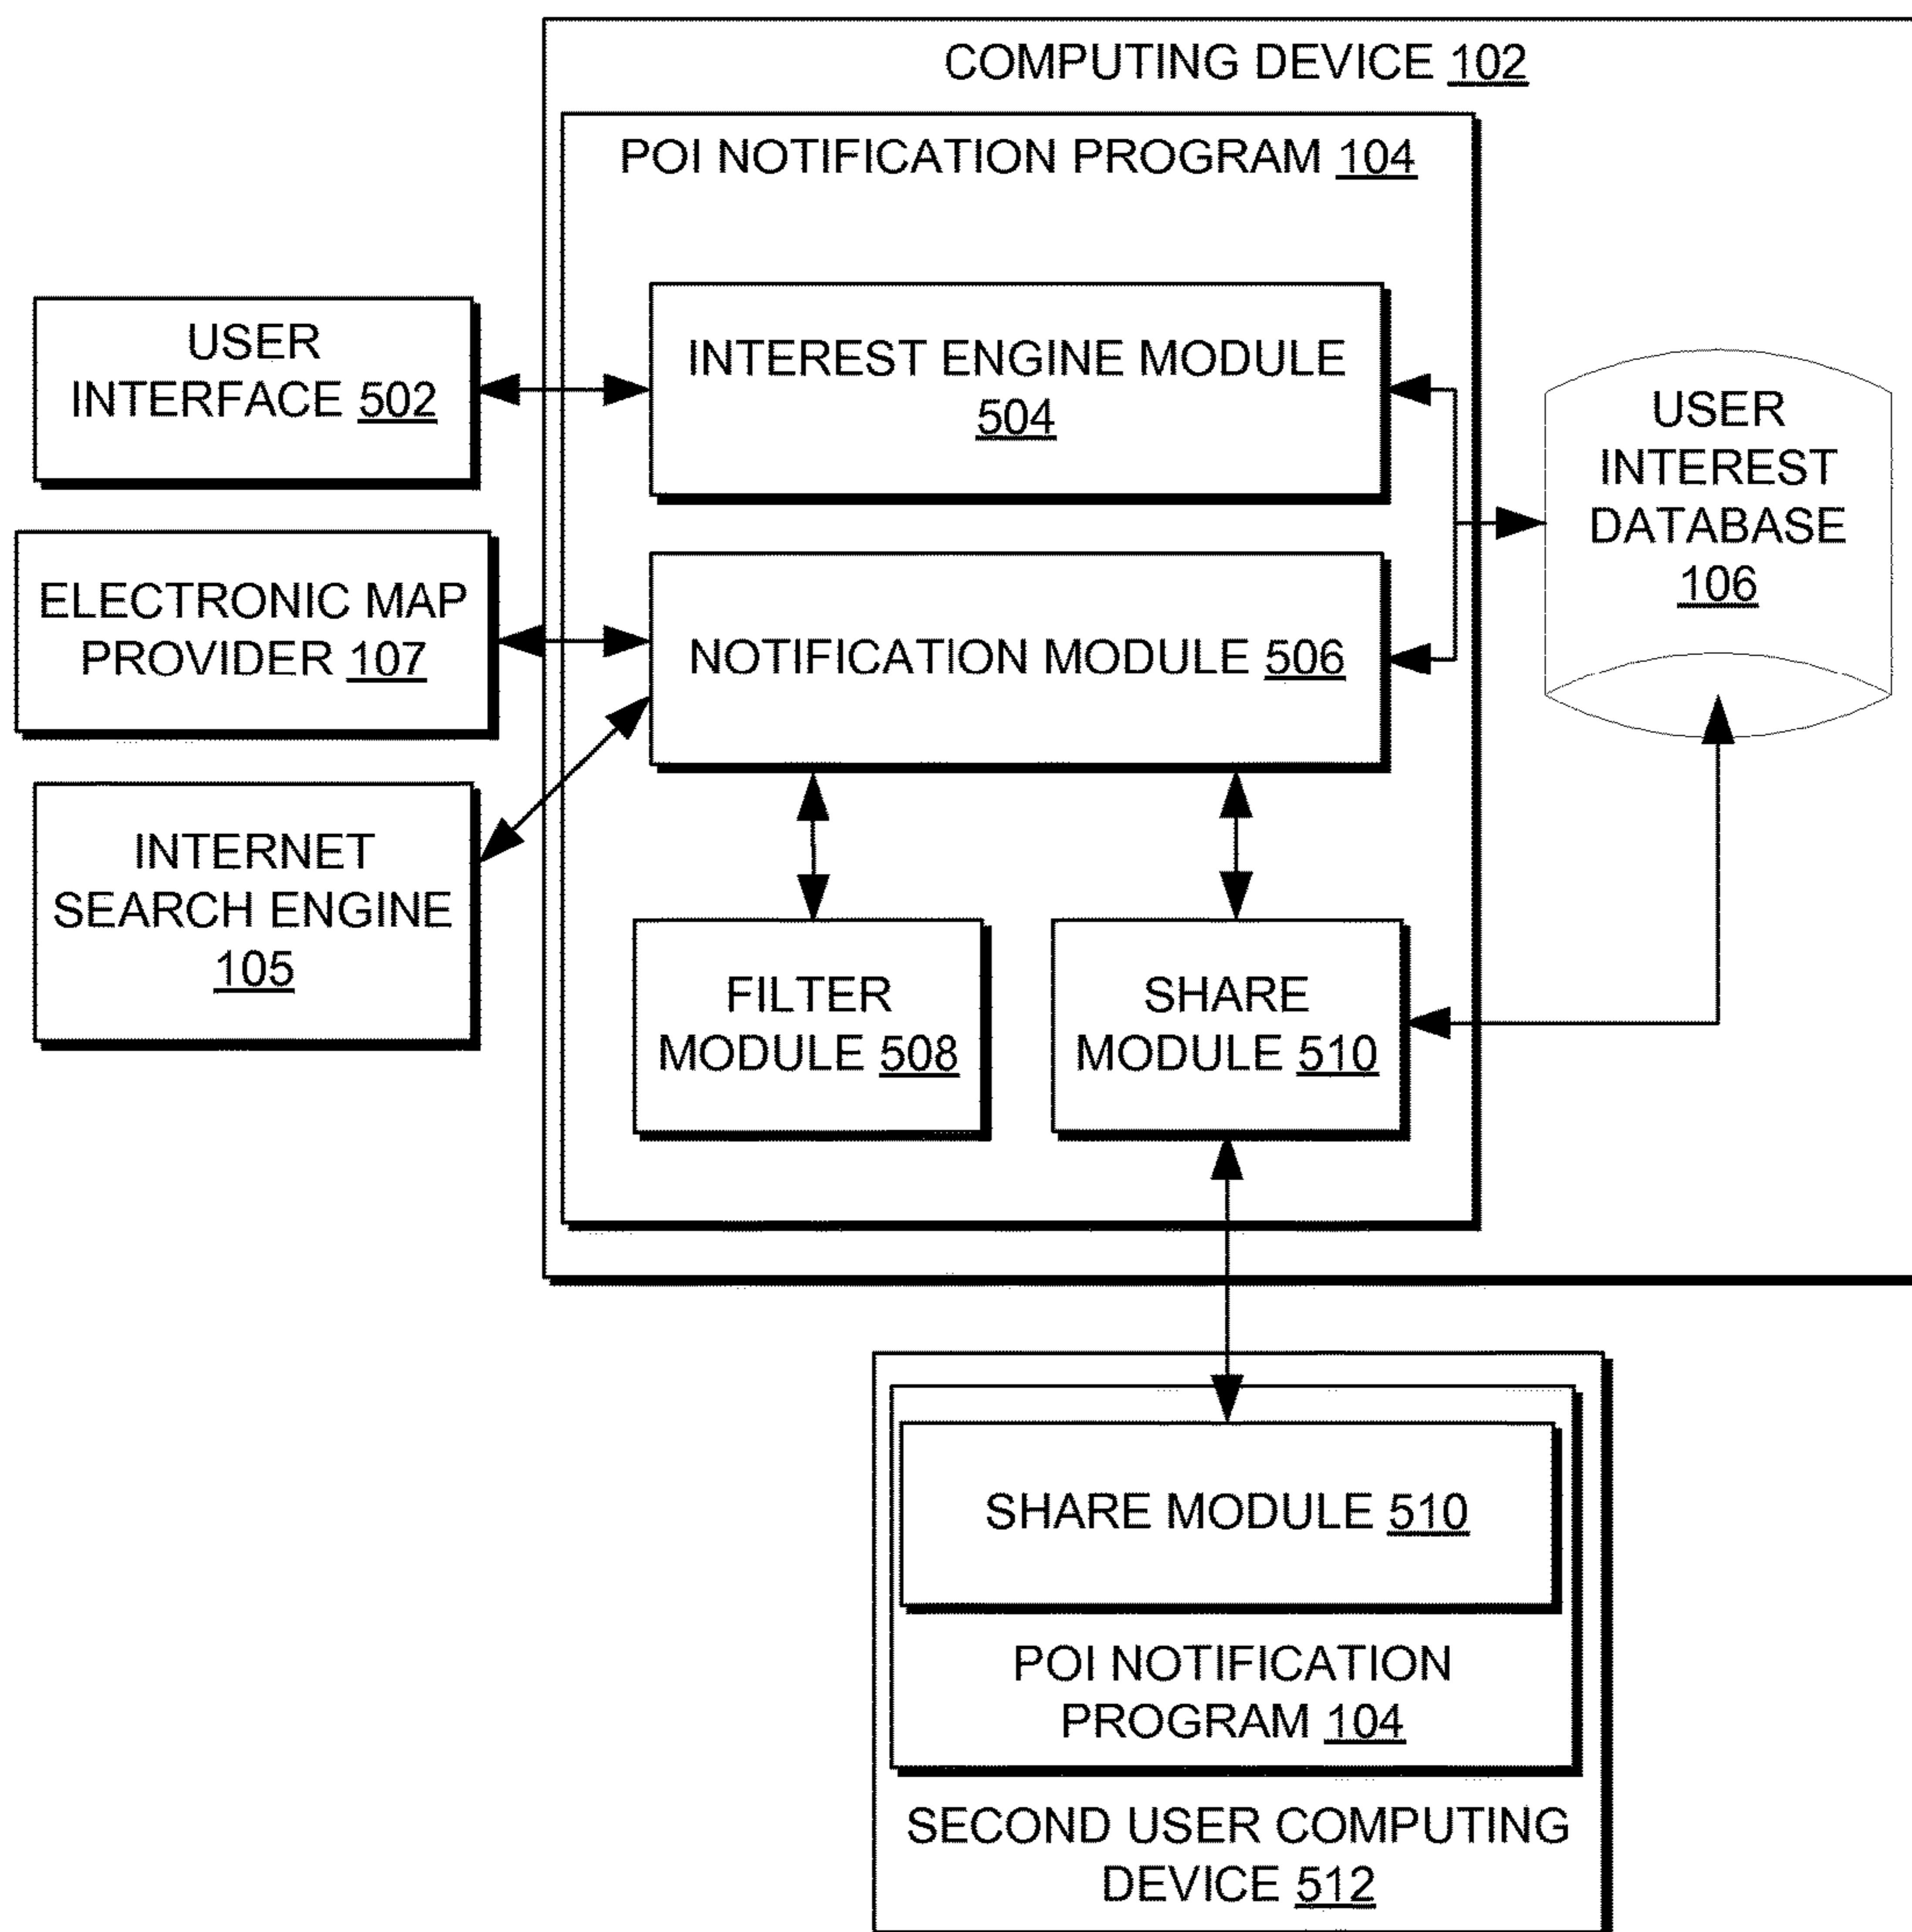 COMPUTING DEVICE 102
POI NOTIFICATION PROGRAM 104
USER
INTERFACE 502
INTEREST ENGINE MODULE
504
USER
INTEREST
DATABASE
106
ELECTRONIC MAP
PROVIDER 107
NOTIFICATION MODULE 506
INTERNET
SEARCH ENGINE
105
FILTER
MODULE 508
SHARE
MODULE 510
SHARE MODULE 510
POI NOTIFICATION
PROGRAM 104
SECOND USER COMPUTING
DEVICE 512